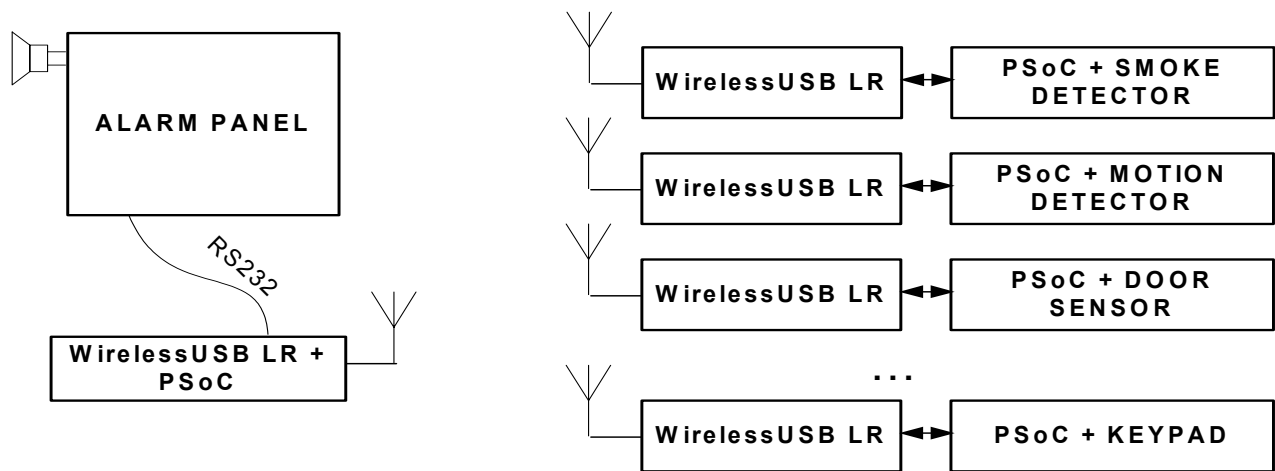 ALARM PANEL
RS232
WirelessUSB LR +
PSoC
WirelessUSB LR
PSoC + SMOKE
DETECTOR
WirelessUSB LR
PSoC + MOTION
DETECTOR
WirelessUSB LR
PSoC + DOOR
SENSOR
...
WirelessUSB LR
PSoC + KEYPAD